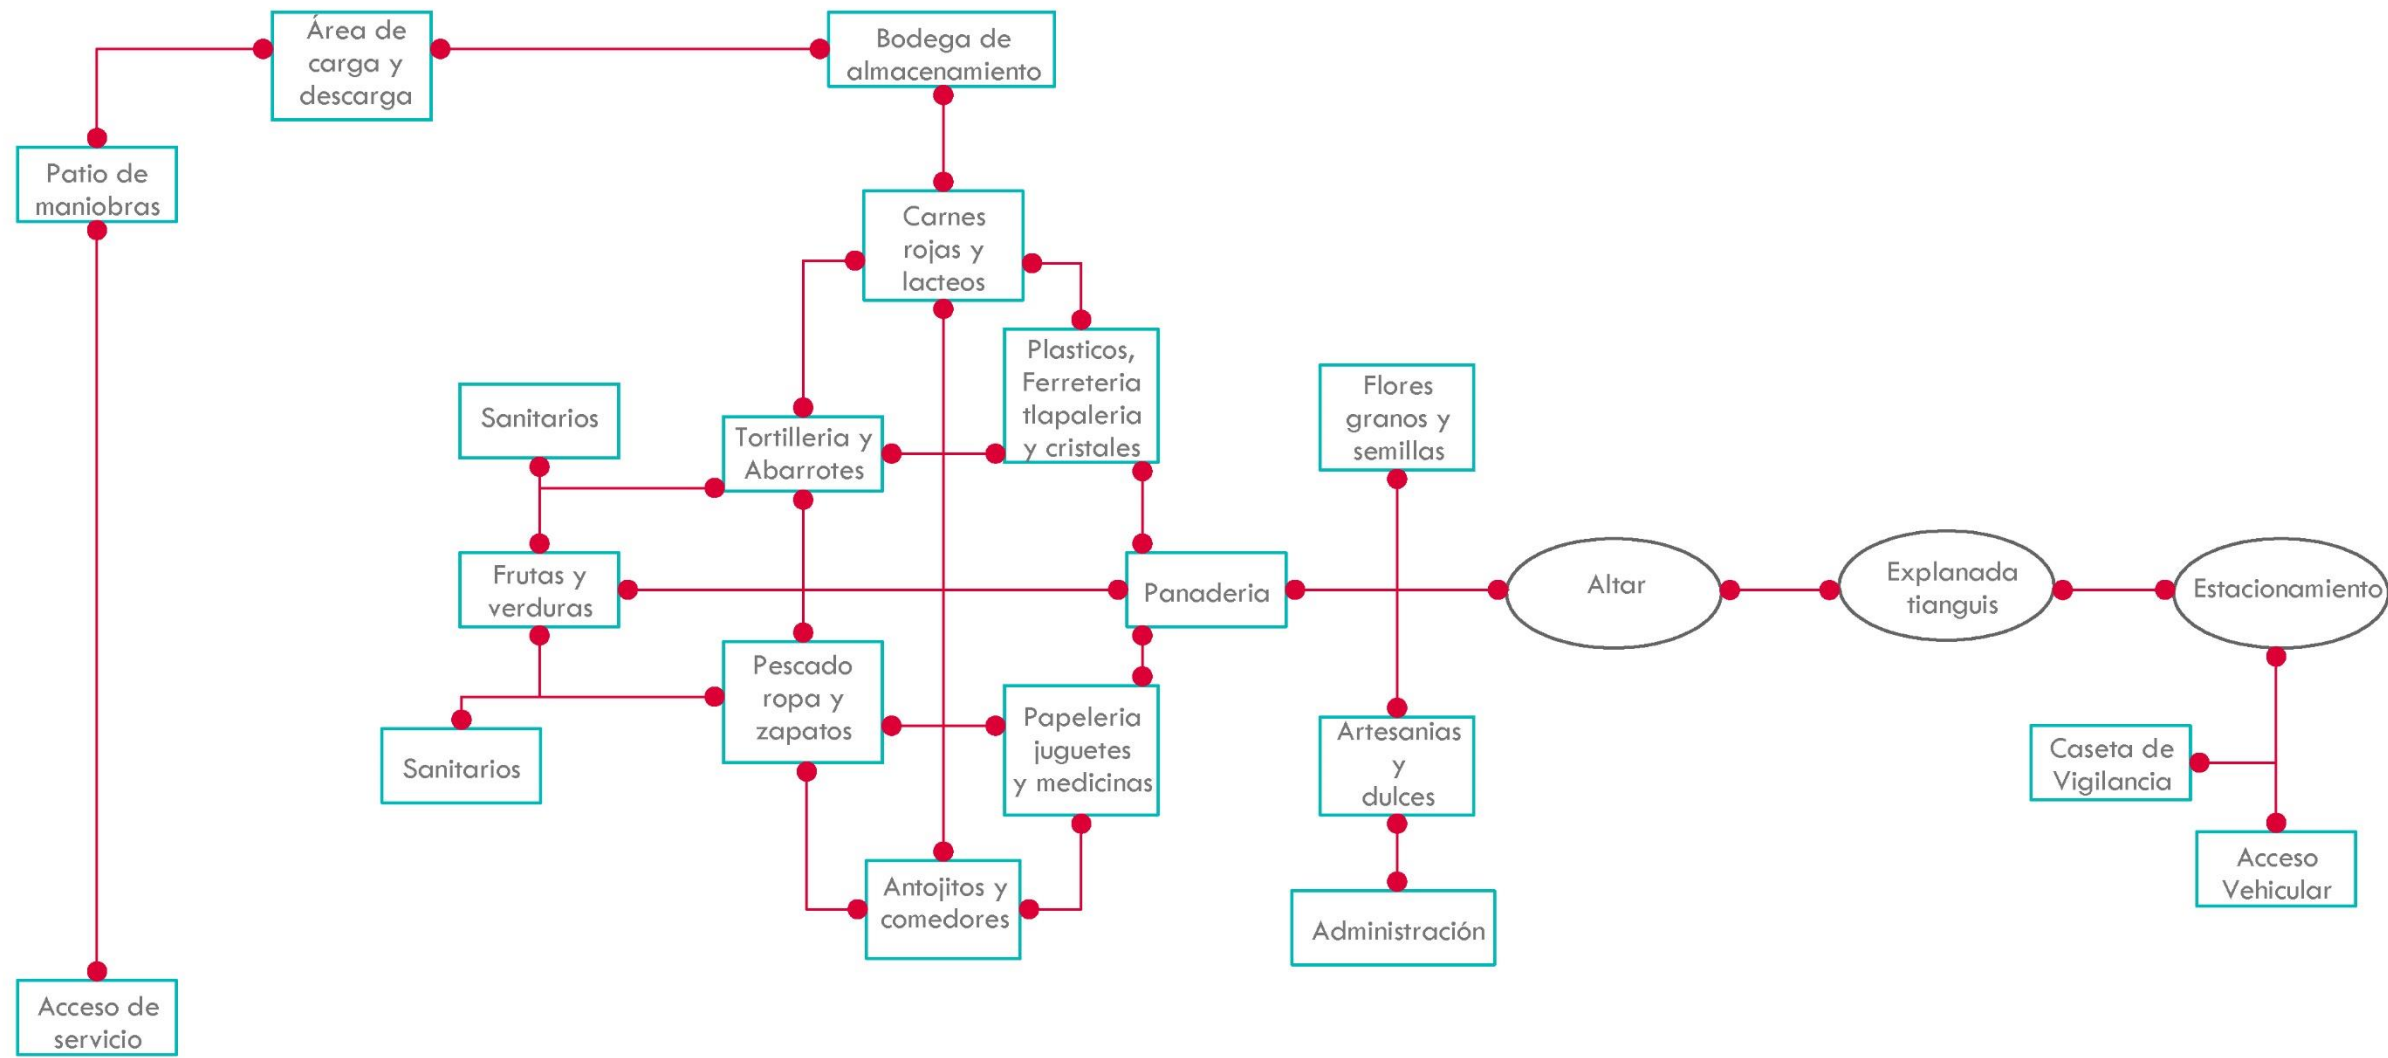 Área de
carga y
descarga
Bodega de
almacenamiento
Patio de
maniobras
Carnes
rojas y
lacteos
Plasticos,
Ferreteria
tlapaleria
y cristales
Flores
granos y
semillas
Sanitarios
Tortilleria y
Abarrotes
Frutas y
verduras
Panaderia
Altar
Explanada
tianguis
Estacionamiento
Pescado
ropa y
zapatos
Papeleria
juguetes
y medicinas
Artesanias
y
dulces
Caseta de
Vigilancia
Sanitarios
Antojitos y
comedores
Administración
Acceso
Vehicular
Acceso de
servicio